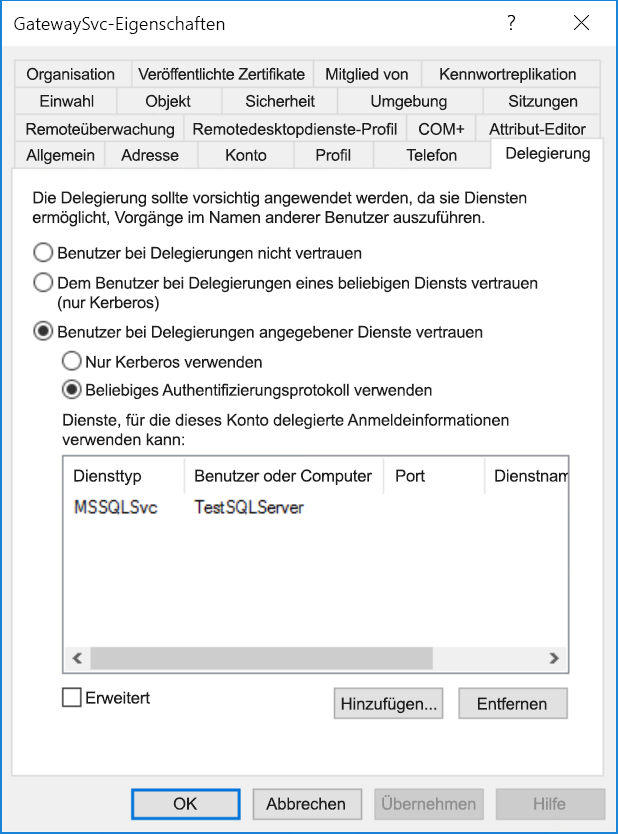 GatewaySvc-Eigenschaften ?
Organisation Veröffentlichte Zertifikate Mitglied von Kennwortreplikation
Einwahl Objekt Sicherheit Umgebung Sitzungen
Remoteüberwachung Remotedesktopdienste-Profil COM+ Attribut-Editor
Allgemein Adresse Konto Profil Telefon Delegierung
Die Delegierung sollte vorsichtig angewendet werden, da sie Diensten
ermöglicht, Vorgänge im Namen anderer Benutzer auszuführen.
Benutzer bei Delegierungen nicht vertrauen
Dem Benutzer bei Delegierungen eines beliebigen Diensts vertrauen
(nur Kerberos)
Benutzer bei Delegierungen angegebener Dienste vertrauen
Nur Kerberos verwenden
Beliebiges Authentifizierungsprotokoll verwenden
Dienste, für die dieses Konto delegierte Anmeldeinformationen
verwenden kann:
Diensttyp Benutzer oder Computer Port Dienstnam
MSSQLSvc TestSQLServer
Erweitert Hinzufügen... Entfernen
OK Abbrechen Übernehmen Hilfe